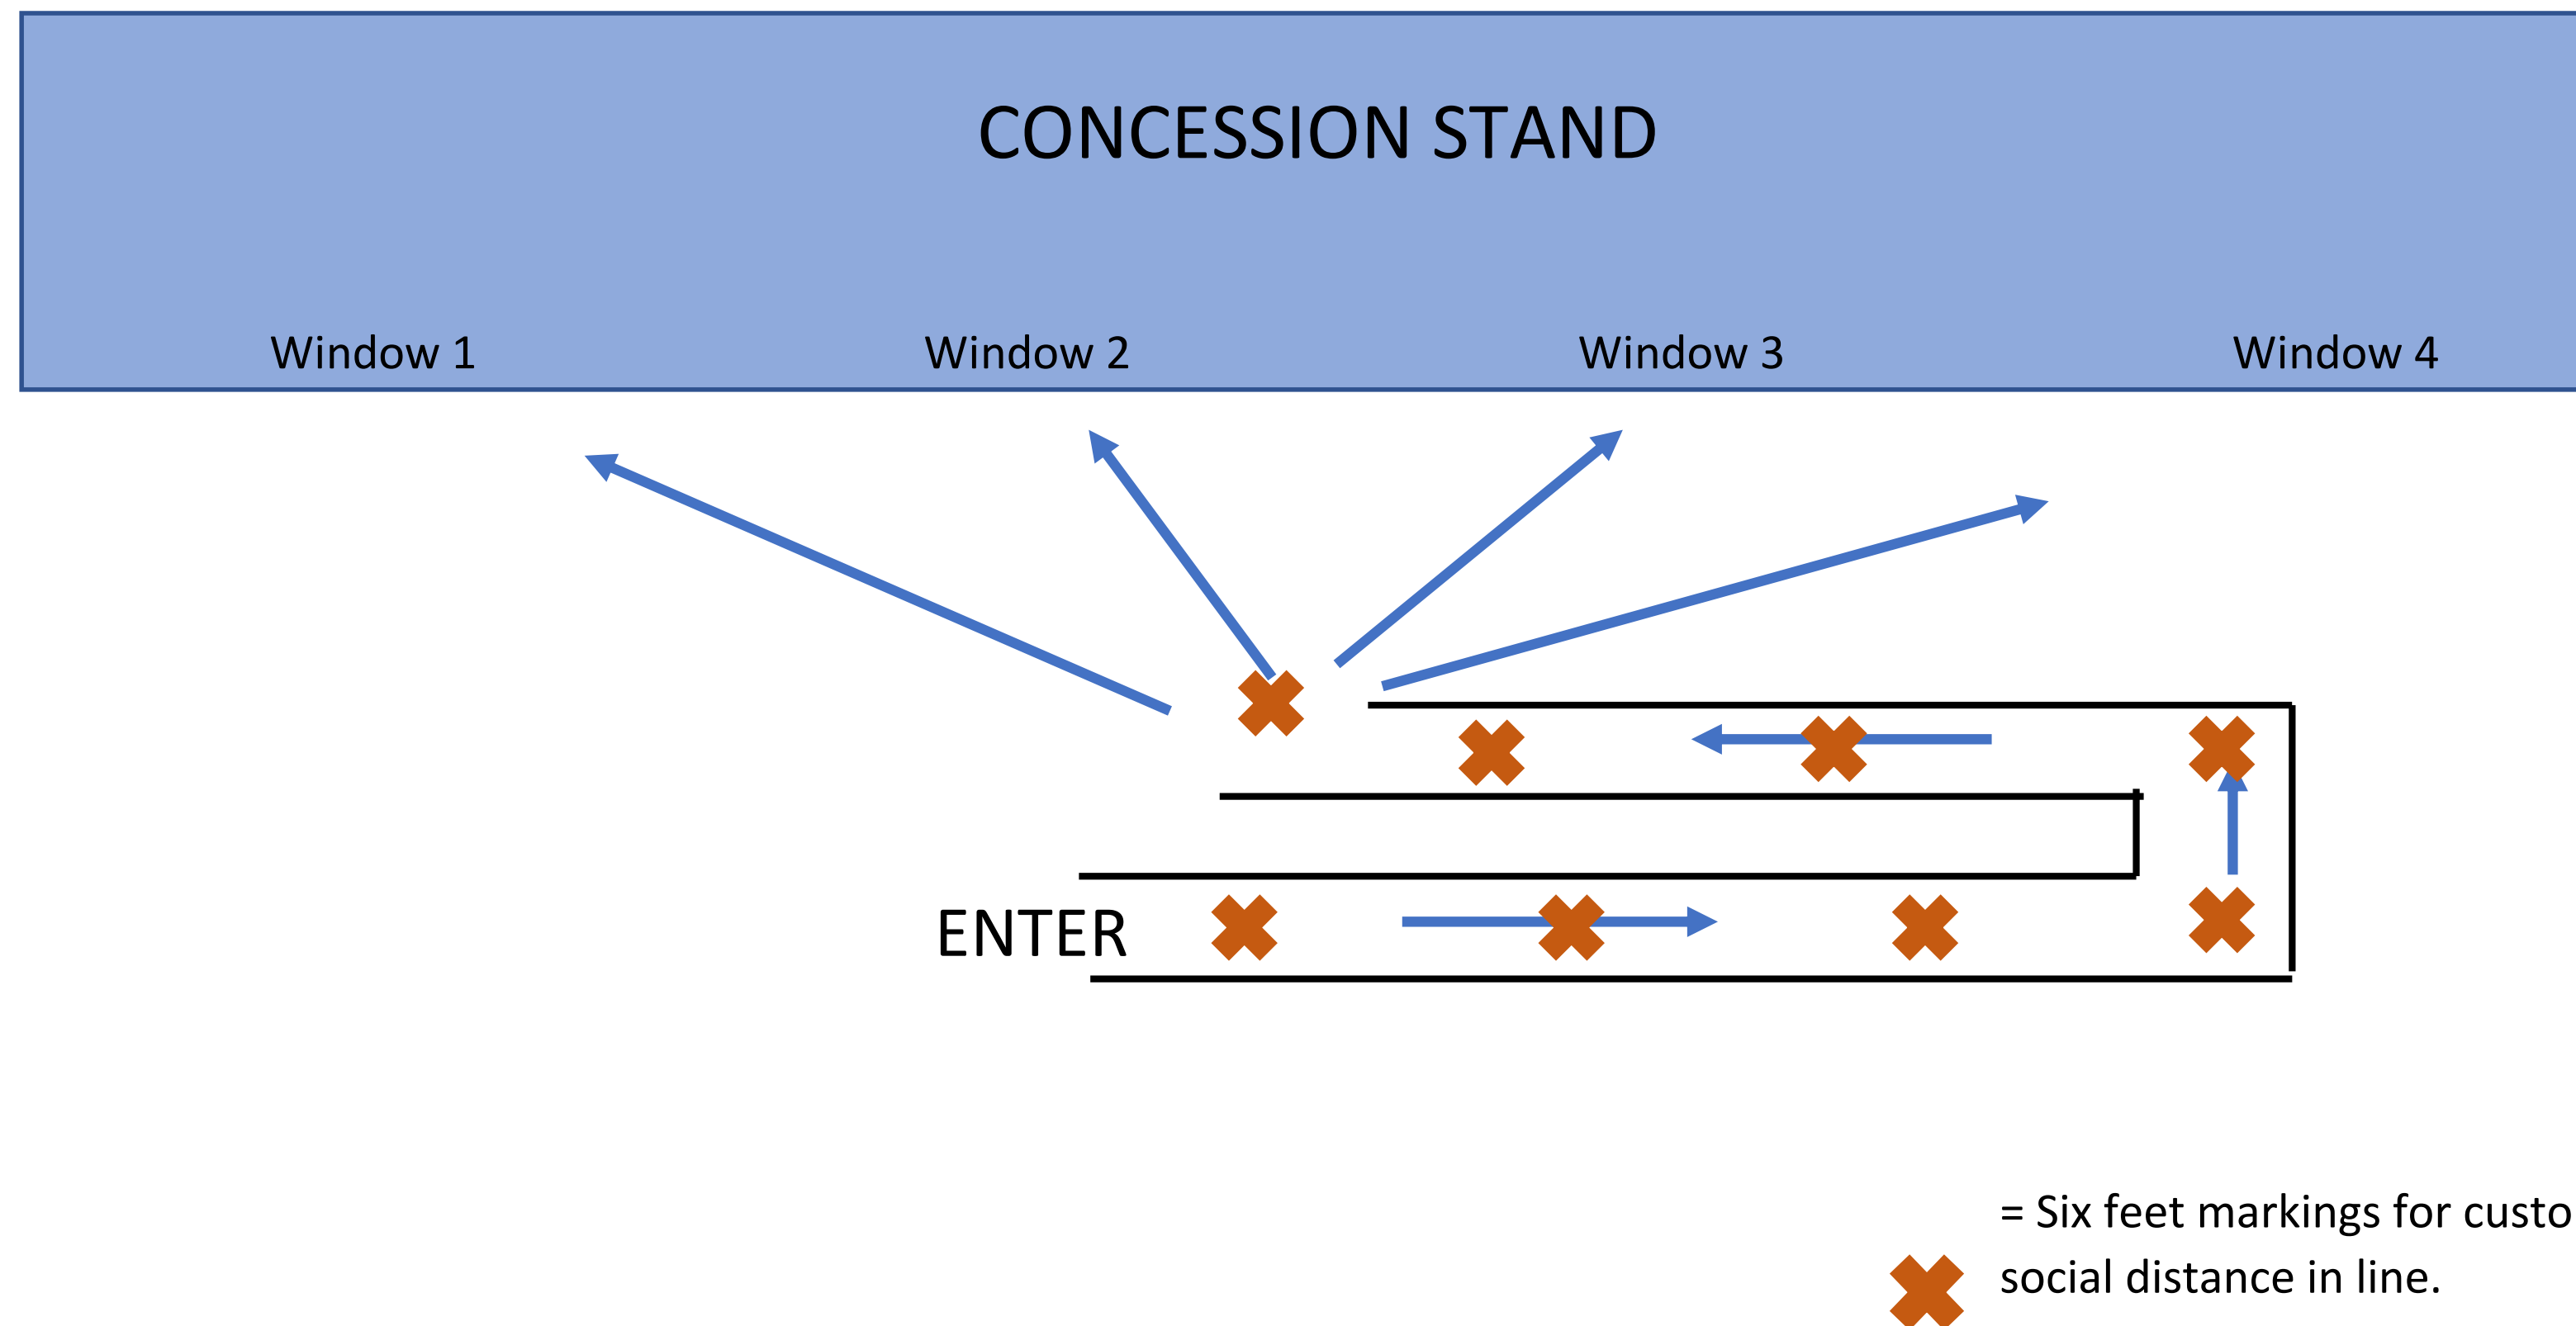 CONCESSION STAND
Window 1 Window 2 Window 3 Window 4
ENTER
= Six feet markings for custo
social distance in line.